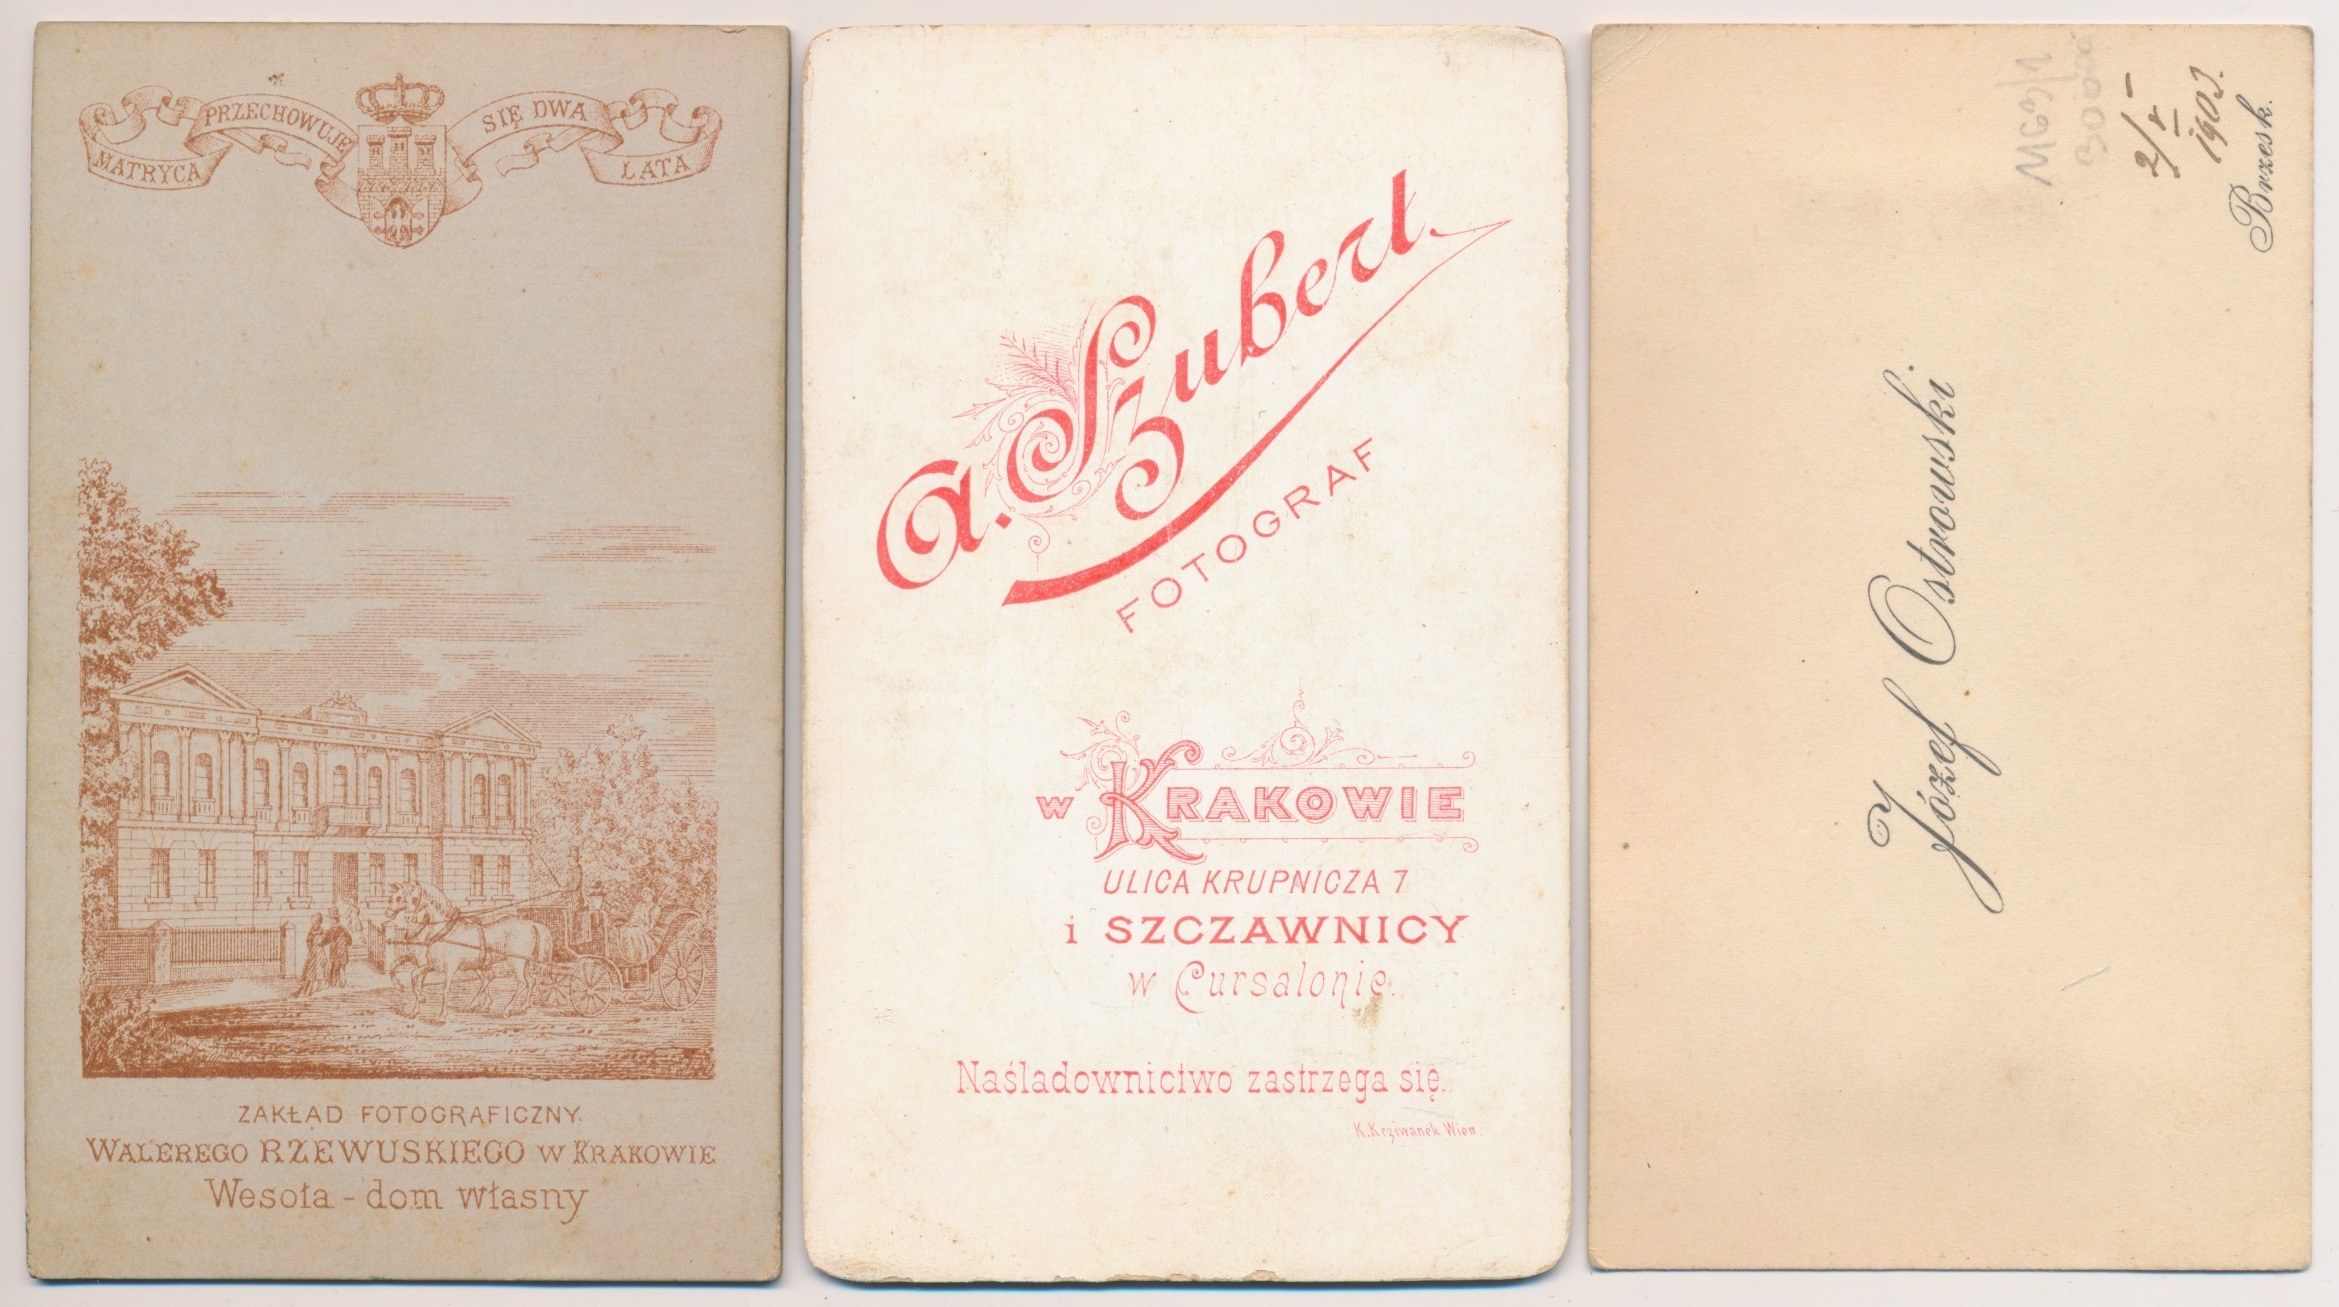 MATRYCA PRZECHOWUJE SIĘ DWA LATA
ZAKŁAD FOTOGRAFICZNY.
WALEREGO RZEWUSKIEGO W KRAKOWIE
Wesoła - dom własny
A. Szubert.
FOTOGRAF
W KRAKOWIE
ULICA KRUPNICZA 7
i SZCZAWNICY
w Cursalonie.
Naśladownictwo zastrzega się.
K. Krziwanek Wien.
3000
1903.
Józef Ostrowski
Brzesk.